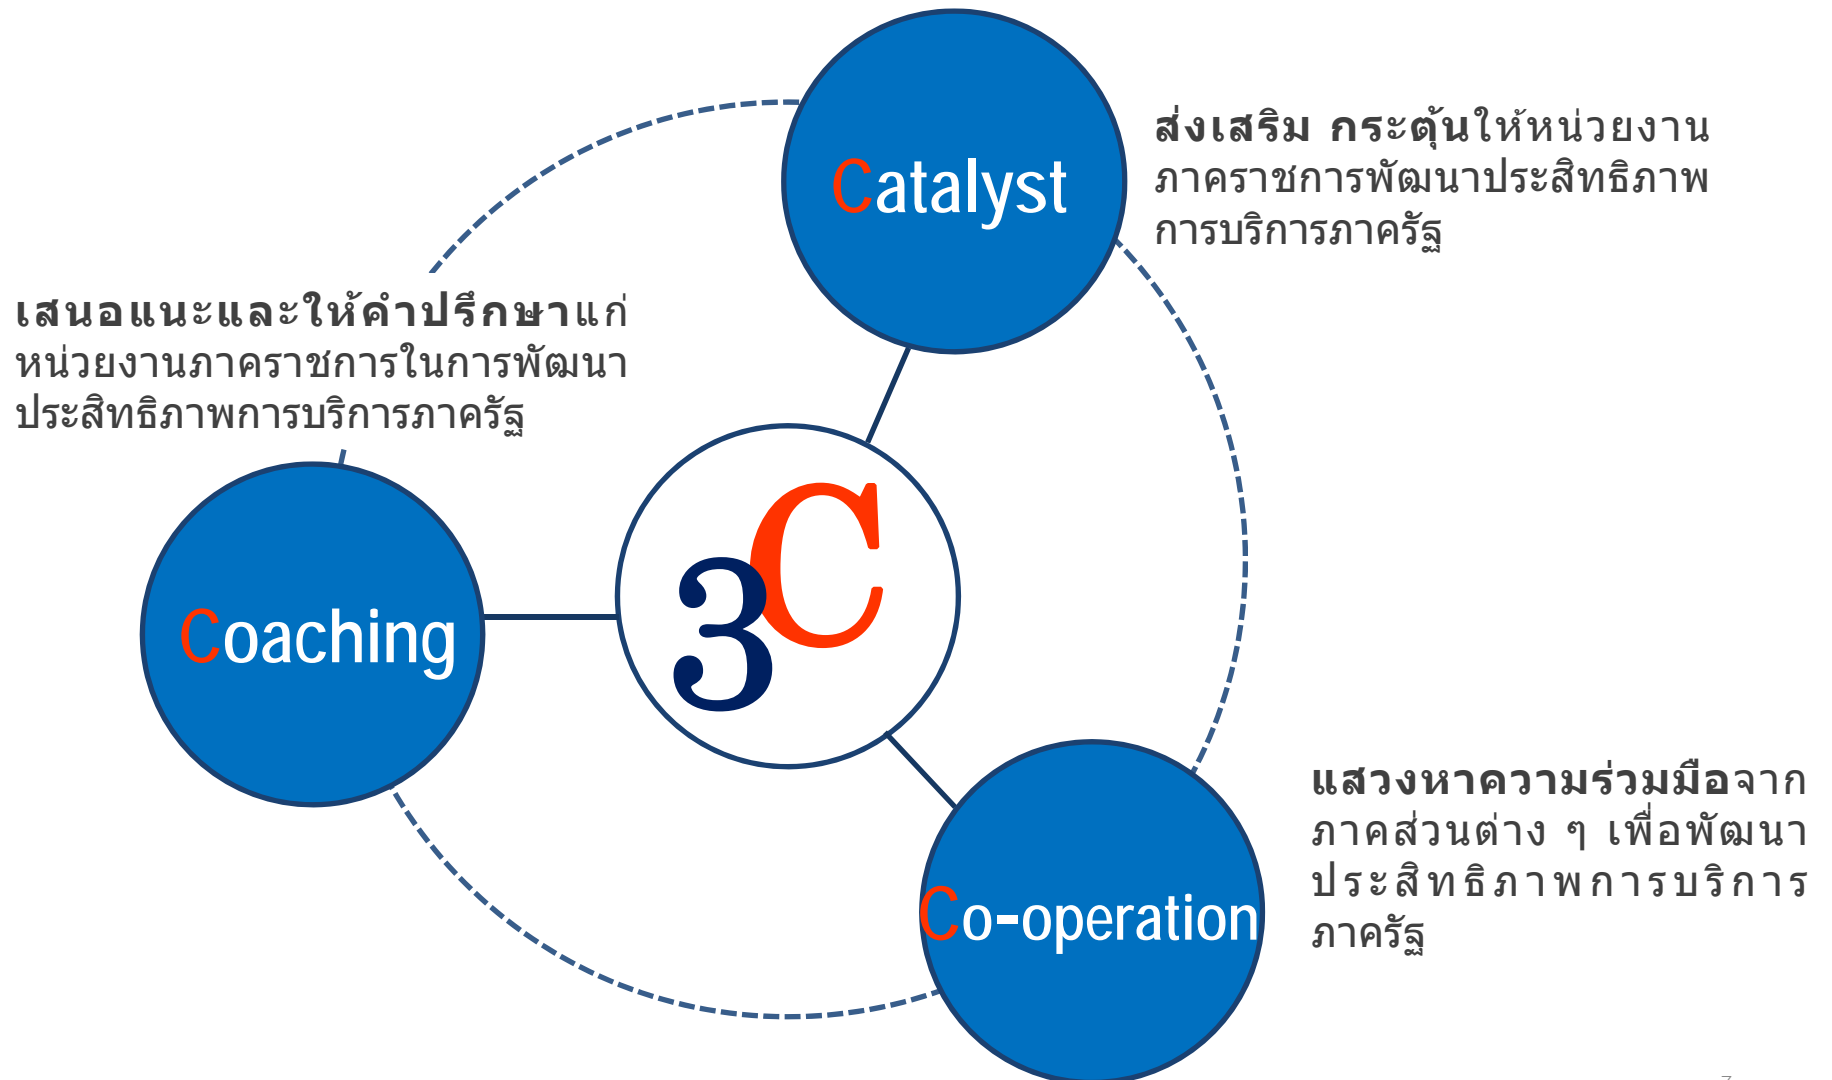 Catalyst
ส่งเสริม กระตุ้นให้หน่วยงาน
ภาคราชการพัฒนาประสิทธิภาพ
การบริการภาครัฐ
เสนอแนะและให้คำปรึกษาแก่
หน่วยงานภาคราชการในการพัฒนา
ประสิทธิภาพการบริการภาครัฐ
3C
Coaching
Co-operation
แสวงหาความร่วมมือจาก
ภาคส่วนต่าง ๆ เพื่อพัฒนา
ประสิทธิภาพการบริการ
ภาครัฐ